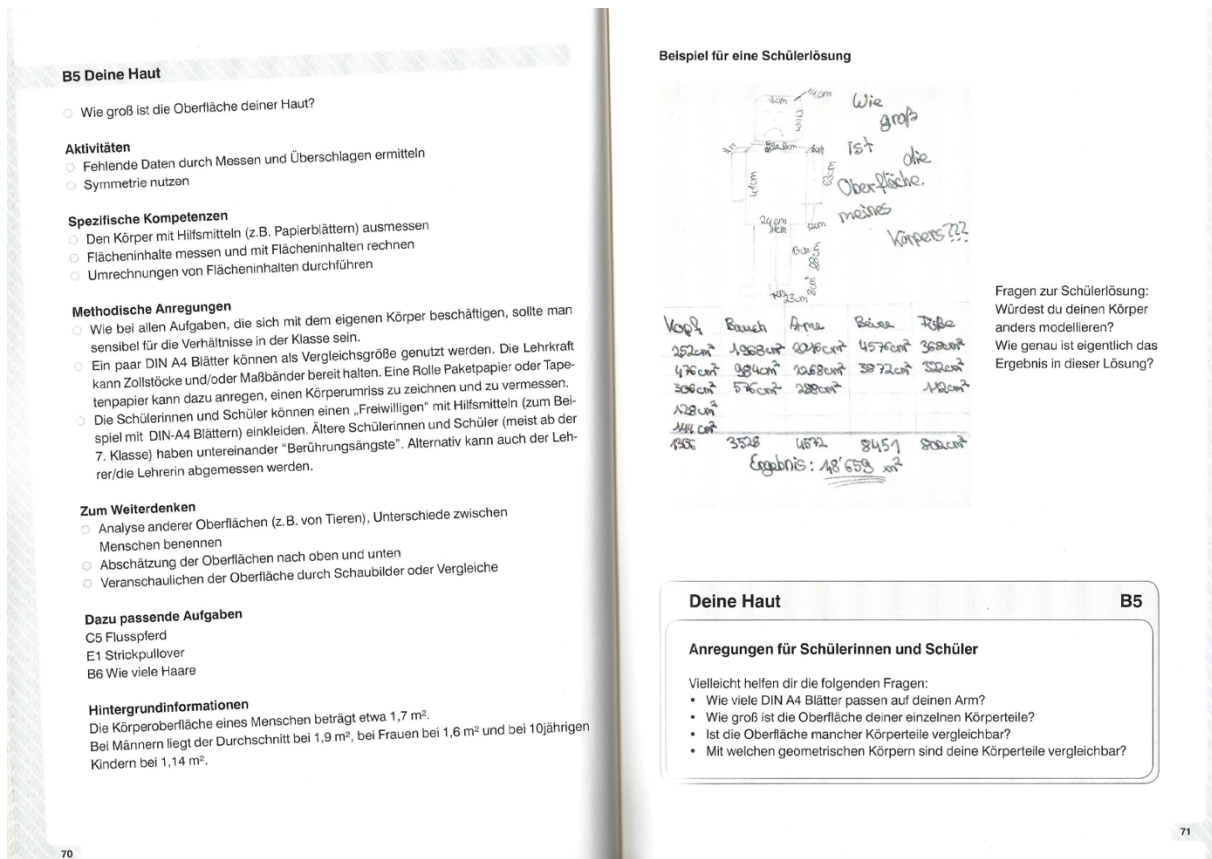 B5 Deine Haut
Wie groß ist die Oberfläche deiner Haut?
Aktivitäten
Fehlende Daten durch Messen und Überschlagen ermitteln
Symmetrie nutzen
Spezifische Kompetenzen
Den Körper mit Hilfsmitteln (z.B. Papierblättern) ausmessen
Flächeninhalte messen und mit Flächeninhalten rechnen
Umrechnungen von Flächeninhalten durchführen
Methodische Anregungen
Wie bei allen Aufgaben, die sich mit dem eigenen Körper beschäftigen, sollte man
sensibel für die Verhältnisse in der Klasse sein.
Ein paar DIN A4 Blätter können als Vergleichsgröße genutzt werden. Die Lehrkraft
kann Zollstöcke und/oder Maßbänder bereit halten. Eine Rolle Paketpapier oder Tape-
tenpapier kann dazu anregen, einen Körperumriss zu zeichnen und zu vermessen.
Die Schülerinnen und Schüler können einen „Freiwilligen“ mit Hilfsmitteln (zum Bei-
spiel mit DIN-A4 Blättern) einkleiden. Ältere Schülerinnen und Schüler (meist ab der
7. Klasse) haben untereinander "Berührungsängste". Alternativ kann auch der Leh-
rer/die Lehrerin abgemessen werden.
Zum Weiterdenken
Analyse anderer Oberflächen (z.B. von Tieren), Unterschiede zwischen
Menschen benennen
Abschätzung der Oberflächen nach oben und unten
Veranschaulichen der Oberfläche durch Schaubilder oder Vergleiche
Dazu passende Aufgaben
C5 Flusspferd
E1 Strickpullover
B6 Wie viele Haare
Hintergrundinformationen
Die Körperoberfläche eines Menschen beträgt etwa 1,7 m².
Bei Männern liegt der Durchschnitt bei 1,9 m², bei Frauen bei 1,6 m² und bei 10jährigen
Kindern bei 1,14 m².
70
Beispiel für eine Schülerlösung
14cm
Wie
groß
ist
die
Oberfläche
meines
Körpers???
41cm
24cm
23cm
Kopf Bauch Arme Beine Füße
252cm² 1968cm² 2016cm² 4576cm² 368cm²
476cm² 984cm² 2268cm² 3872cm² 322cm²
306cm² 576cm² 288cm² 112cm²
128cm²
144cm²
3528 4572 8451 802cm²
Ergebnis: 18'659
Fragen zur Schülerlösung:
Würdest du deinen Körper
anders modellieren?
Wie genau ist eigentlich das
Ergebnis in dieser Lösung?
Deine Haut B5
Anregungen für Schülerinnen und Schüler
Vielleicht helfen dir die folgenden Fragen:
• Wie viele DIN A4 Blätter passen auf deinen Arm?
• Wie groß ist die Oberfläche deiner einzelnen Körperteile?
• Ist die Oberfläche mancher Körperteile vergleichbar?
• Mit welchen geometrischen Körpern sind deine Körperteile vergleichbar?
71